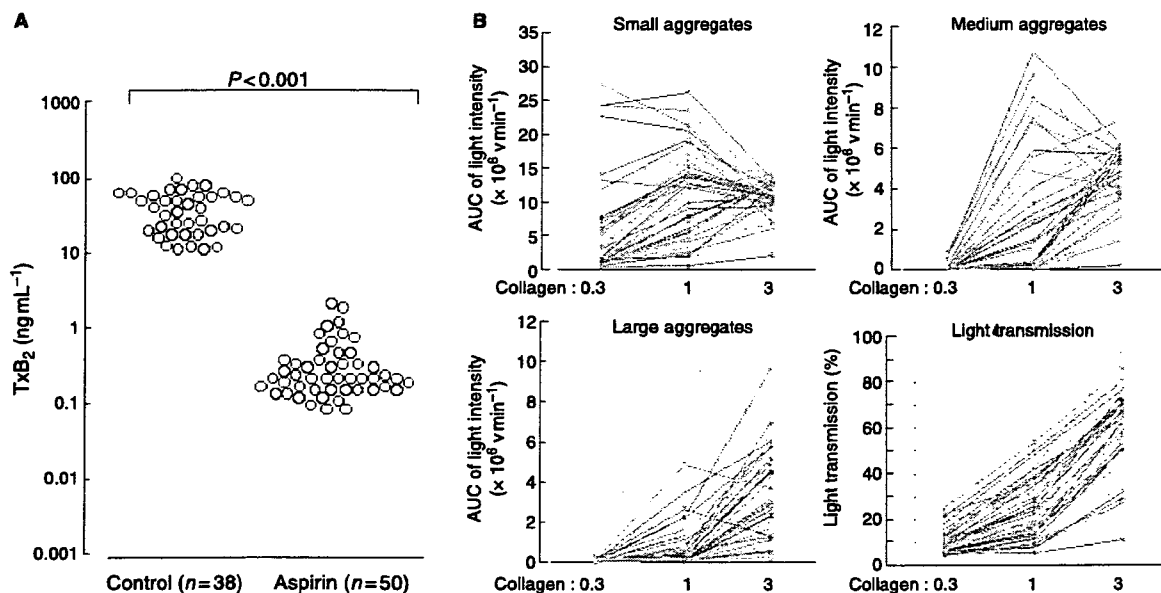 A
P<0.001
TxB₂ (ng mL⁻¹)
1000
100
10
1
0.1
0.01
0.001
Control (n=38)
Aspirin (n=50)
B
Small aggregates
AUC of light intensity
(× 10⁶ v min⁻¹)
35
30
25
20
15
10
5
0
Collagen : 0.3 1 3
Medium aggregates
AUC of light intensity
(× 10⁶ v min⁻¹)
12
10
8
6
4
2
0
Collagen : 0.3 1 3
Large aggregates
AUC of light intensity
(× 10⁶ v min⁻¹)
12
10
8
6
4
2
0
Collagen : 0.3 1 3
Light transmission
Light transmission (%)
100
80
60
40
20
0
Collagen : 0.3 1 3